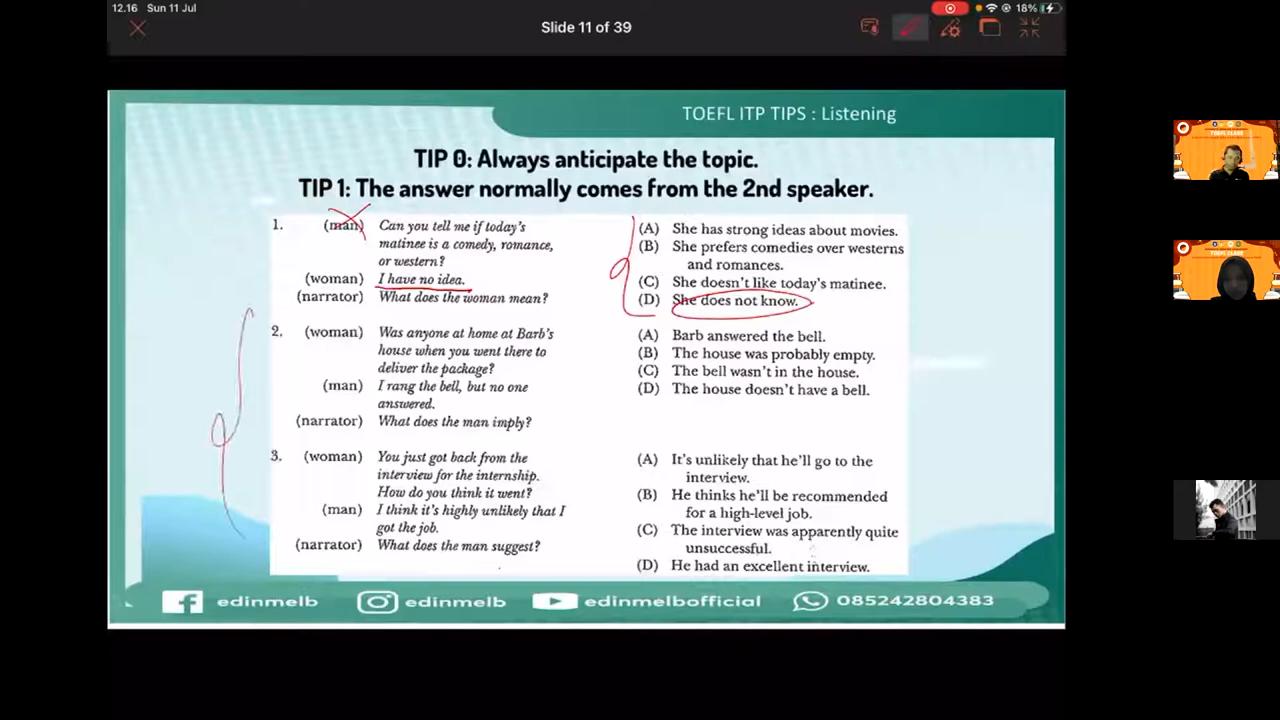 12.16 Sun 11 Jul
18%
Slide 11 of 39
TOEFL ITP TIPS : Listening
TIP 0: Always anticipate the topic.
TIP 1: The answer normally comes from the 2nd speaker.
1. (man) Can you tell me if today's
matinee is a comedy, romance,
or western?
(woman) I have no idea.
(narrator) What does the woman mean?
(A) She has strong ideas about movies.
(B) She prefers comedies over westerns
and romances.
(C) She doesn't like today's matinee.
(D) She does not know.
2. (woman) Was anyone at home at Barb's
house when you went there to
deliver the package?
(man) I rang the bell, but no one
answered.
(narrator) What does the man imply?
(A) Barb answered the bell.
(B) The house was probably empty.
(C) The bell wasn't in the house.
(D) The house doesn't have a bell.
3. (woman) You just got back from the
interview for the internship.
How do you think it went?
(man) I think it's highly unlikely that I
got the job.
(narrator) What does the man suggest?
(A) It's unlikely that he'll go to the
interview.
(B) He thinks he'll be recommended
for a high-level job.
(C) The interview was apparently quite
unsuccessful.
(D) He had an excellent interview.
edinmelb
edinmelb
edinmelbofficial
085242804383
TOEFL CLASS
TOEFL CLASS